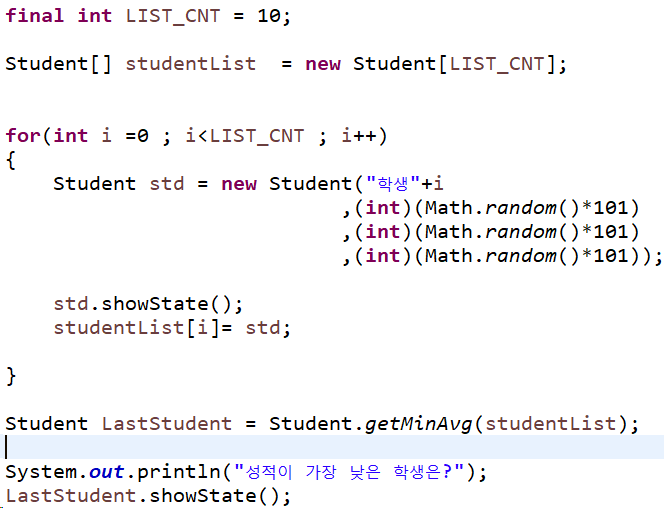 final int LIST_CNT = 10;
Student[] studentList  = new Student[LIST_CNT];
for(int i =0 ; i<LIST_CNT ; i++)
{
    Student std = new Student("학생"+i
                            ,(int)(Math.random()*101)
                            ,(int)(Math.random()*101)
                            ,(int)(Math.random()*101));
    std.showState();
    studentList[i]= std;
}
Student LastStudent = Student.getMinAvg(studentList);
System.out.println("성적이 가장 낮은 학생은?");
LastStudent.showState();